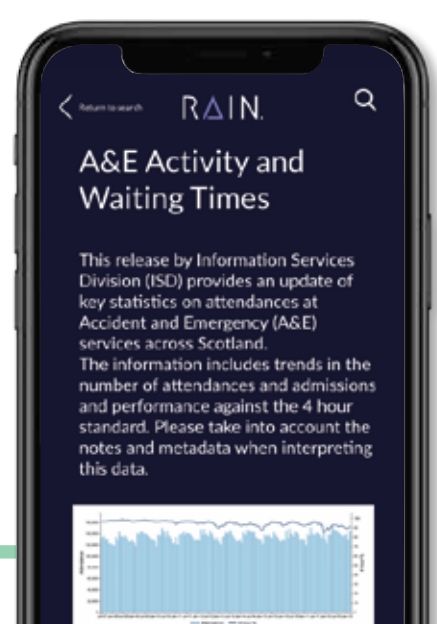 Return to search
RAIN.
A&E Activity and
Waiting Times
This release by Information Services
Division (ISD) provides an update of
key statistics on attendances at
Accident and Emergency (A&E)
services across Scotland.
The information includes trends in the
number of attendances and admissions
and performance against the 4 hour
standard. Please take into account the
notes and metadata when interpreting
this data.